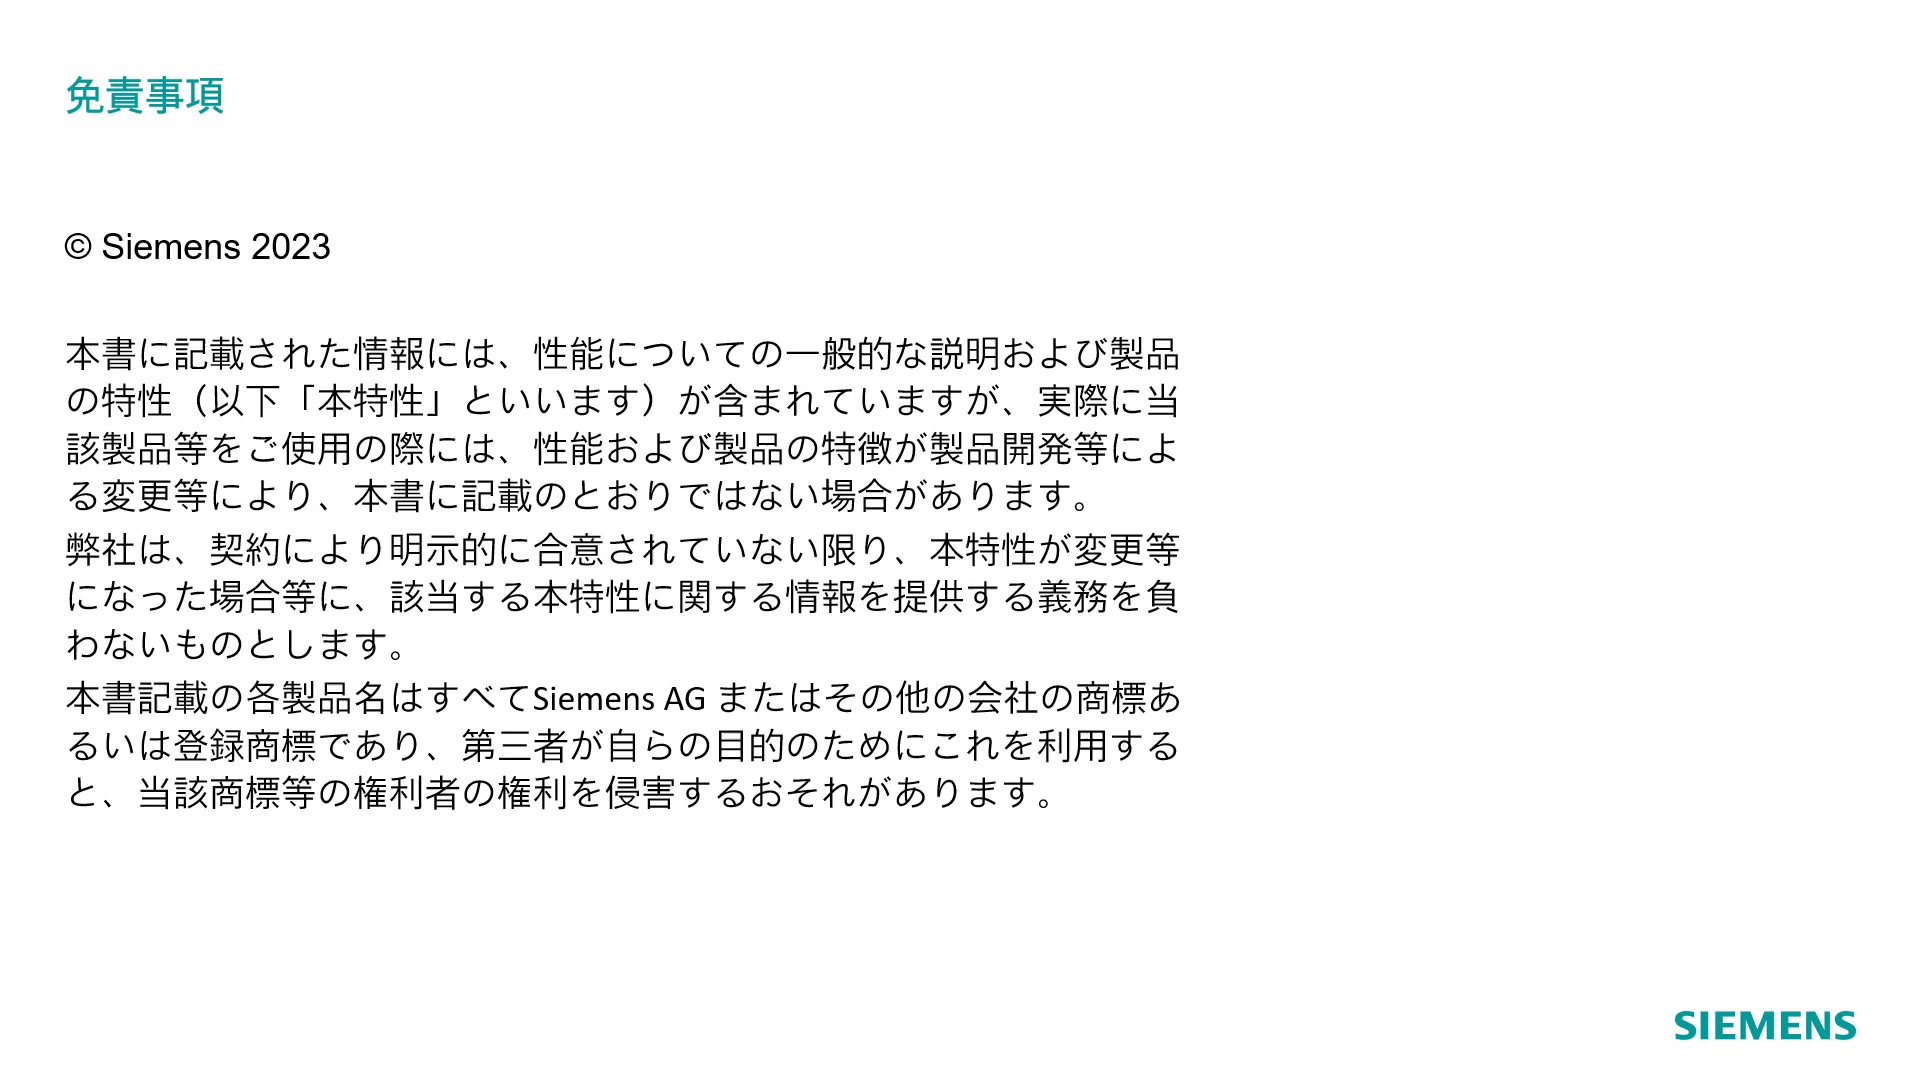 免責事項
© Siemens 2023
本書に記載された情報には、性能についての一般的な説明および製品
の特性（以下「本特性」といいます）が含まれていますが、実際に当
該製品等をご使用の際には、性能および製品の特徴が製品開発等によ
る変更等により、本書に記載のとおりではない場合があります。
弊社は、契約により明示的に合意されていない限り、本特性が変更等
になった場合等に、該当する本特性に関する情報を提供する義務を負
わないものとします。
本書記載の各製品名はすべてSiemens AG またはその他の会社の商標あ
るいは登録商標であり、第三者が自らの目的のためにこれを利用する
と、当該商標等の権利者の権利を侵害するおそれがあります。
SIEMENS